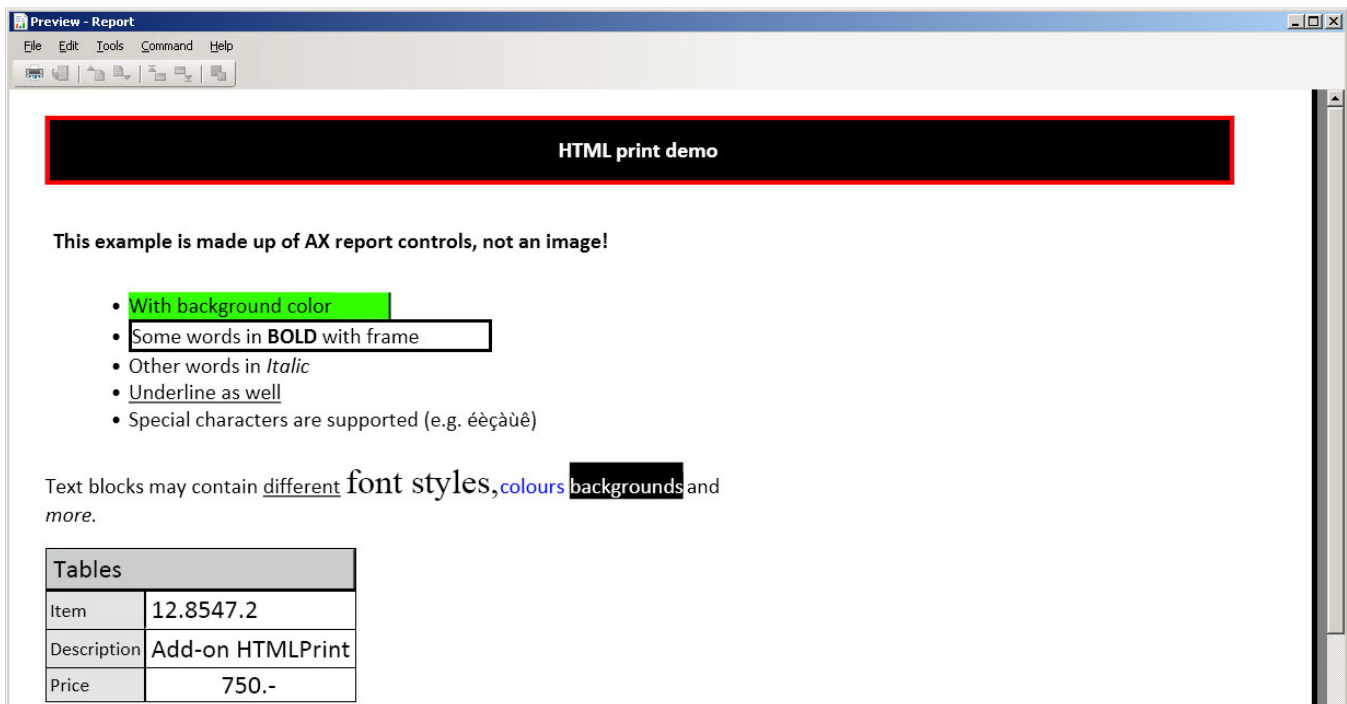 Preview - Report
File Edit Tools Command Help
HTML print demo
This example is made up of AX report controls, not an image!
• With background color
• Some words in BOLD with frame
• Other words in Italic
• Underline as well
• Special characters are supported (e.g. éèçàùê)
Text blocks may contain different font styles, colours backgrounds and
more.
Tables
Item 12.8547.2
Description Add-on HTMLPrint
Price 750.-